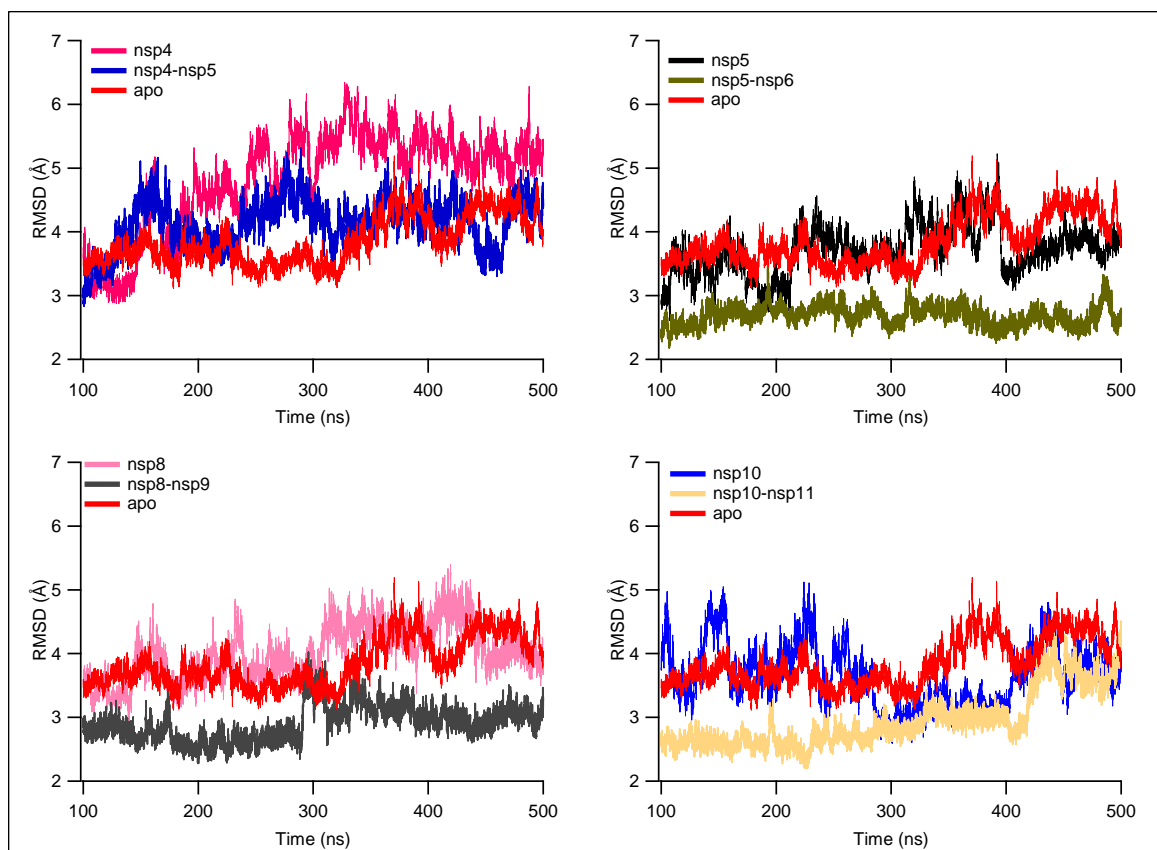 7
6
5
4
3
2
RMSD (Å)
100
200
300
400
500
Time (ns)
nsp4
nsp4-nsp5
apo
7
6
5
4
3
2
RMSD (Å)
100
200
300
400
500
Time (ns)
nsp5
nsp5-nsp6
apo
7
6
5
4
3
2
RMSD (Å)
100
200
300
400
500
Time (ns)
nsp8
nsp8-nsp9
apo
7
6
5
4
3
2
RMSD (Å)
100
200
300
400
500
Time (ns)
nsp10
nsp10-nsp11
apo